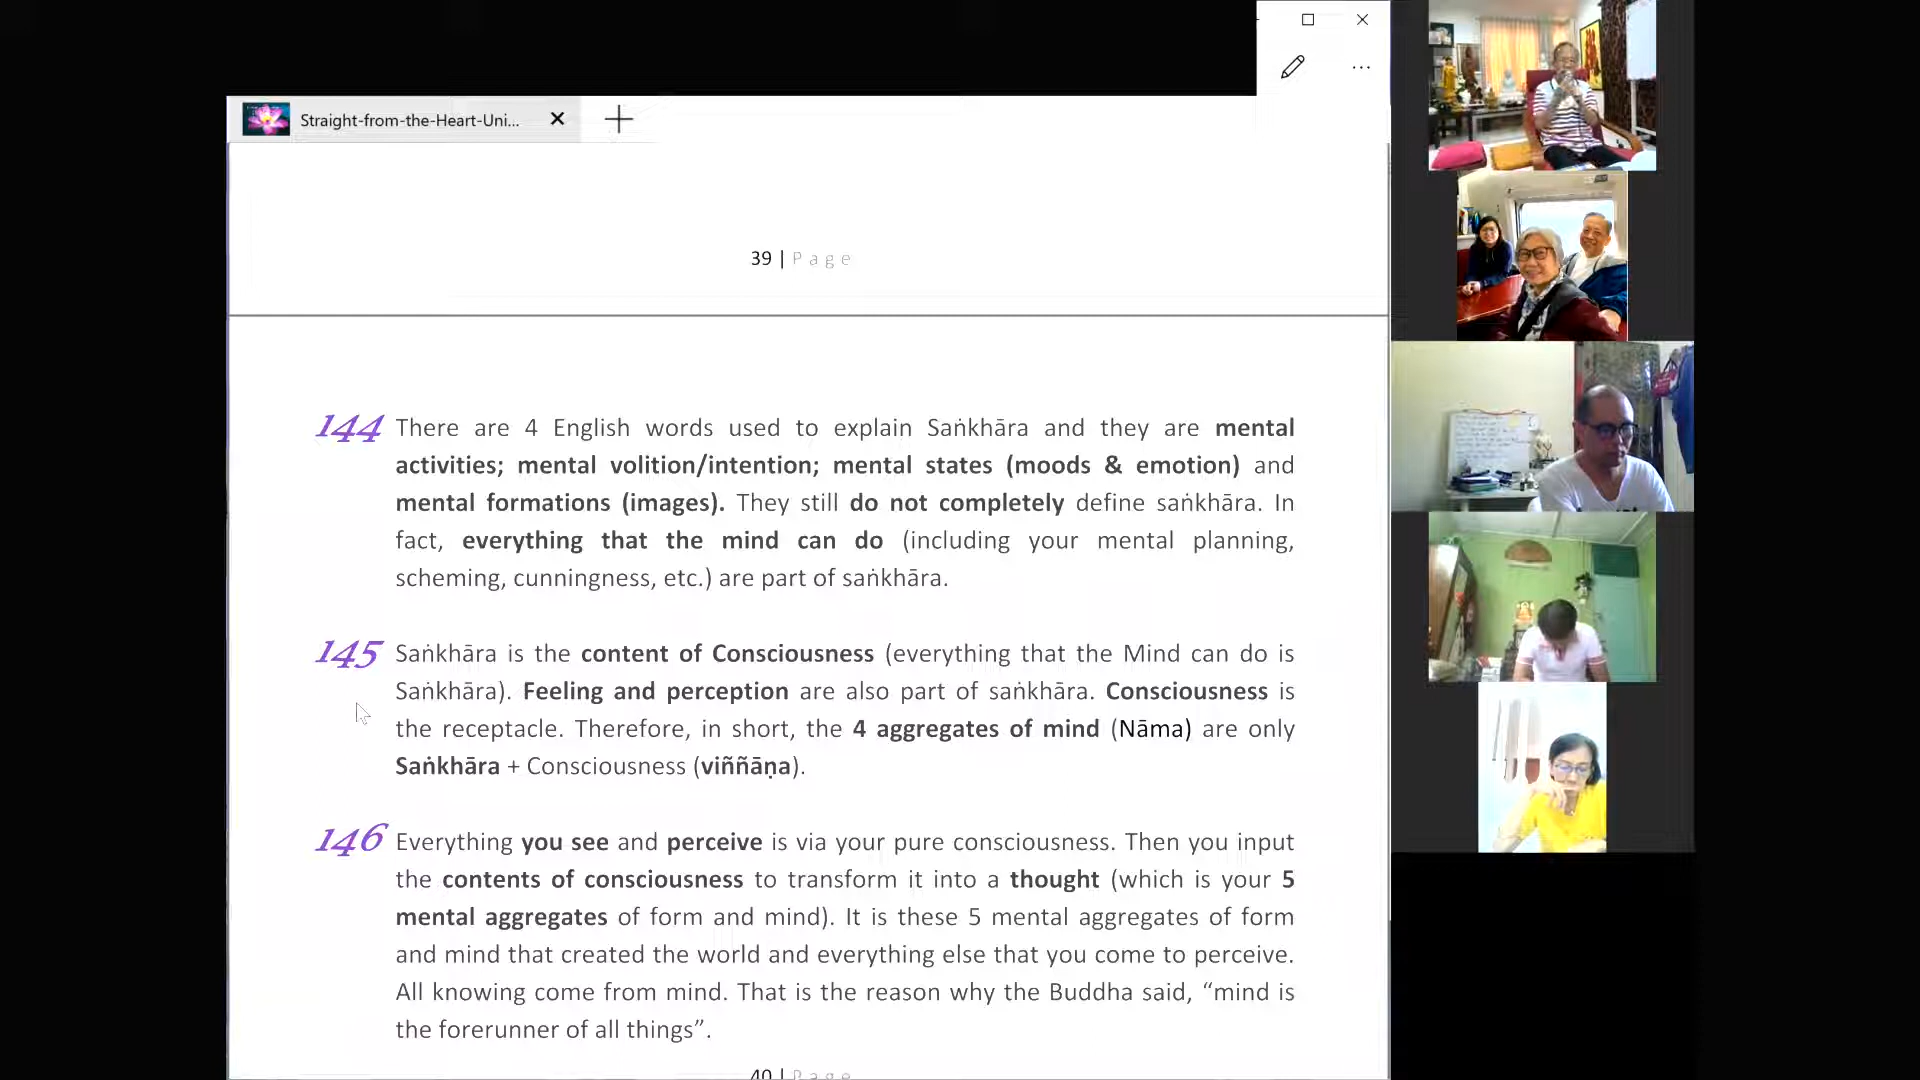 Straight-from-the-Heart-Uni...
39 | Page
144 There are 4 English words used to explain Saṅkhāra and they are mental
activities; mental volition/intention; mental states (moods & emotion) and
mental formations (images). They still do not completely define saṅkhāra. In
fact, everything that the mind can do (including your mental planning,
scheming, cunningness, etc.) are part of saṅkhāra.
145 Saṅkhāra is the content of Consciousness (everything that the Mind can do is
Saṅkhāra). Feeling and perception are also part of saṅkhāra. Consciousness is
the receptacle. Therefore, in short, the 4 aggregates of mind (Nāma) are only
Saṅkhāra + Consciousness (viññāṇa).
146 Everything you see and perceive is via your pure consciousness. Then you input
the contents of consciousness to transform it into a thought (which is your 5
mental aggregates of form and mind). It is these 5 mental aggregates of form
and mind that created the world and everything else that you come to perceive.
All knowing come from mind. That is the reason why the Buddha said, “mind is
the forerunner of all things”.
40 | Page